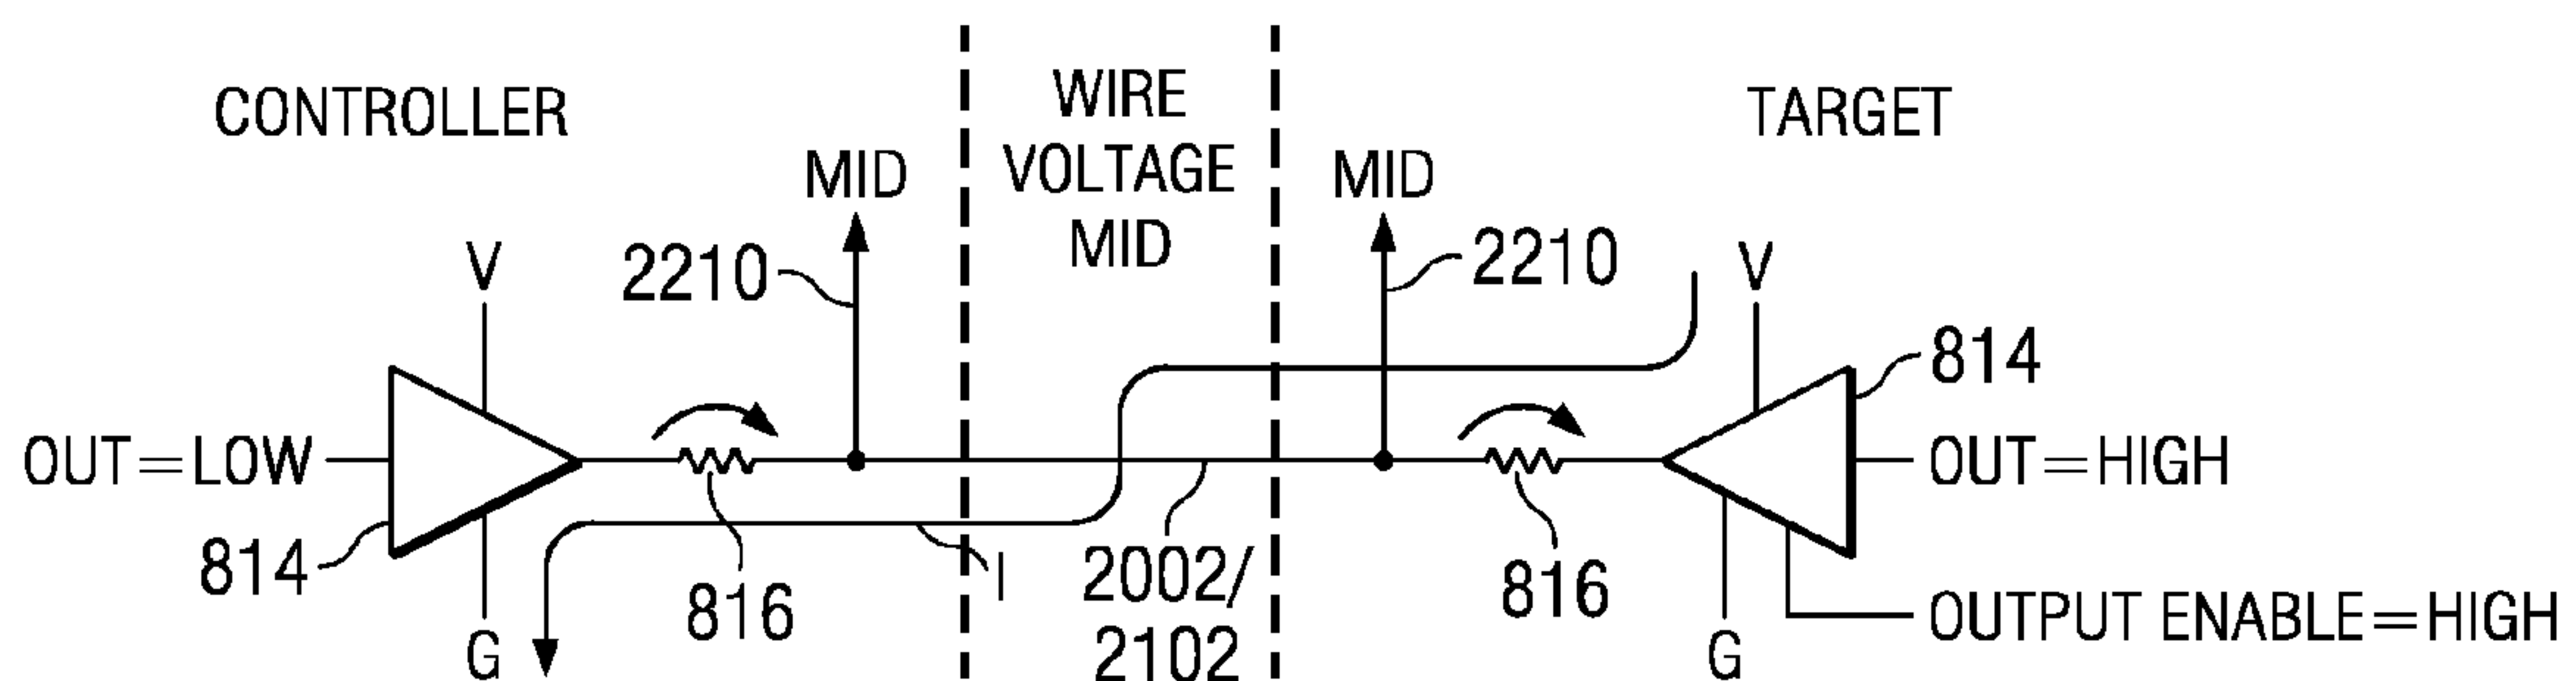 CONTROLLER
WIRE
VOLTAGE
MID
TARGET
MID
MID
V
2210
2210
V
814
OUT=LOW
OUT=HIGH
814
816
I
2002/
2102
816
OUTPUT ENABLE=HIGH
G
G